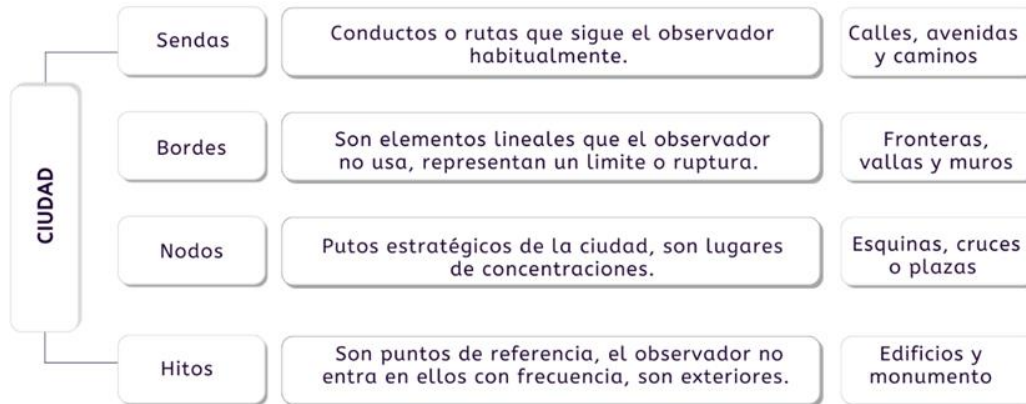 CIUDAD
Sendas
Conductos o rutas que sigue el observador
habitualmente.
Calles, avenidas
y caminos
Bordes
Son elementos lineales que el observador
no usa, representan un limite o ruptura.
Fronteras,
vallas y muros
Nodos
Putos estratégicos de la ciudad, son lugares
de concentraciones.
Esquinas, cruces
o plazas
Hitos
Son puntos de referencia, el observador no
entra en ellos con frecuencia, son exteriores.
Edificios y
monumento